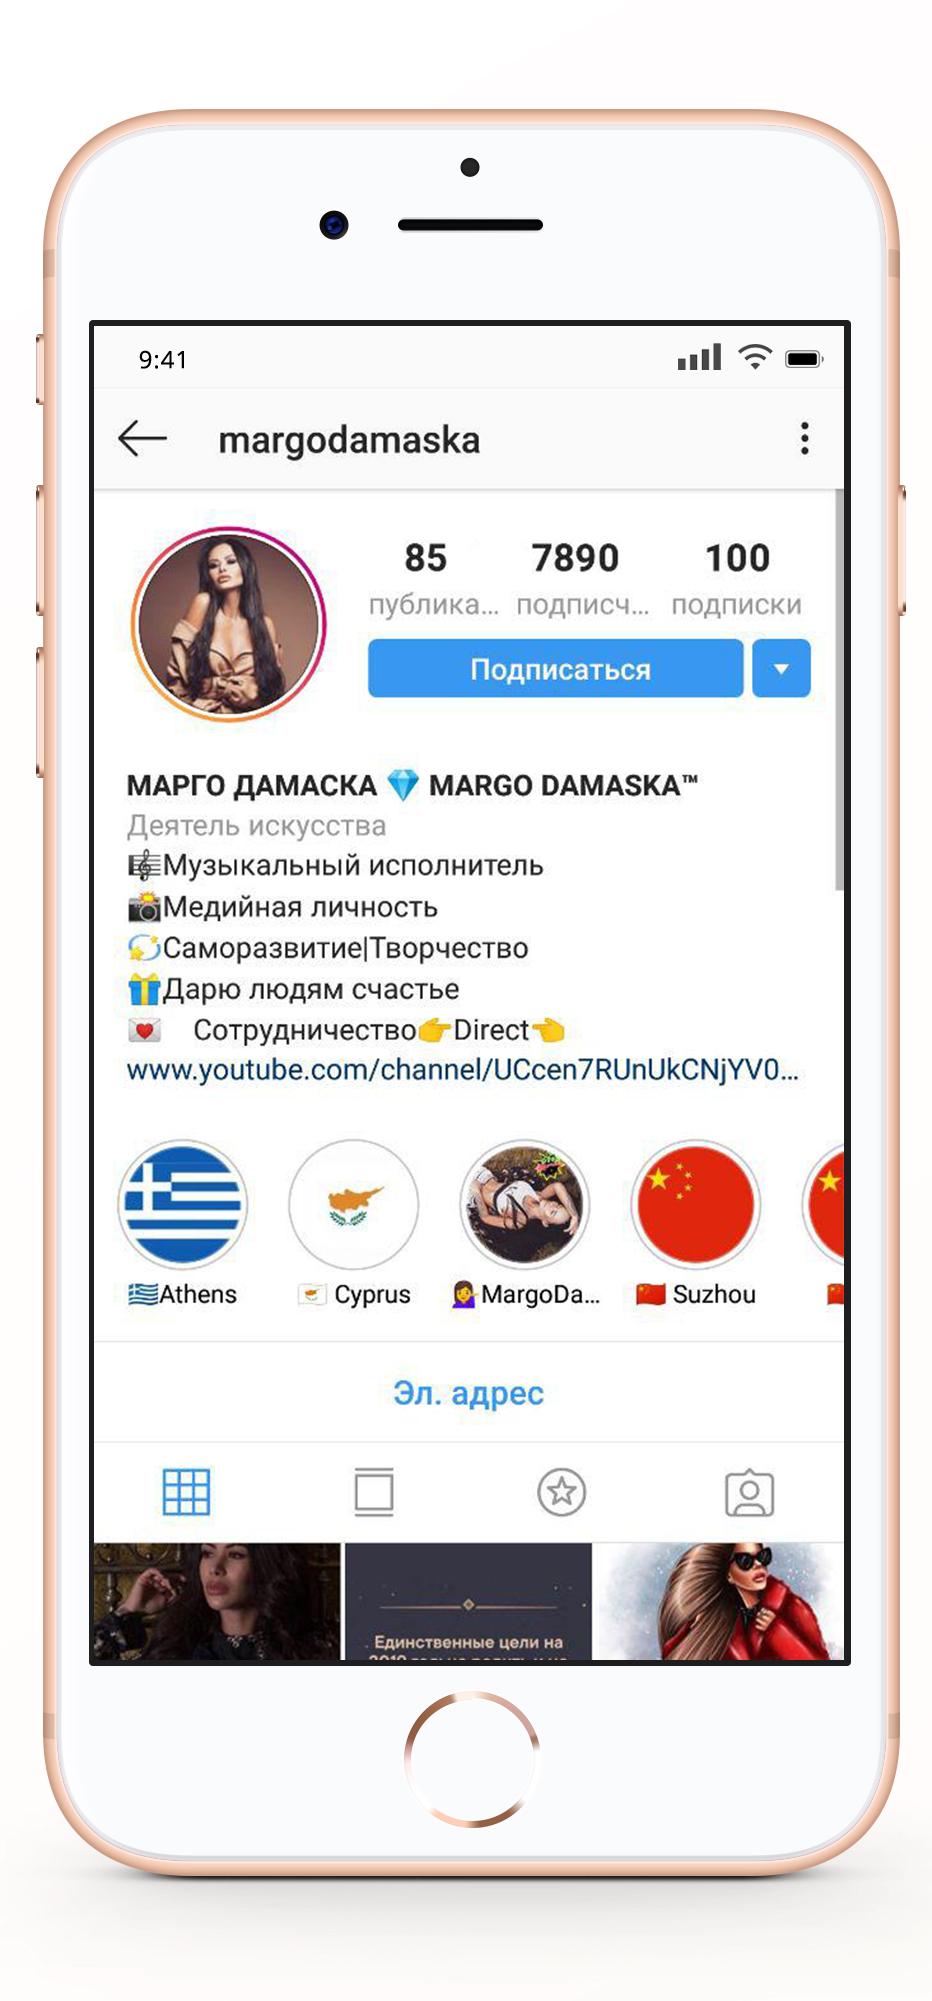 9:41
margodamaska
85 7890 100
публика... подписч... подписки
Подписаться
МАРГО ДАМАСКА 💎 MARGO DAMASKA™
Деятель искусства
🎼Музыкальный исполнитель
📸Медийная личность
💫Саморазвитие|Творчество
🎁Дарю людям счастье
💌 Сотрудничество👉Direct👈
www.youtube.com/channel/UCcen7RUnUkCNjYV0...
🇬🇷Athens 🇨🇾 Cyprus 🙋‍♀️MargoDa... 🇨🇳 Suzhou 🇨🇳
Эл. адрес
Единственные цели на